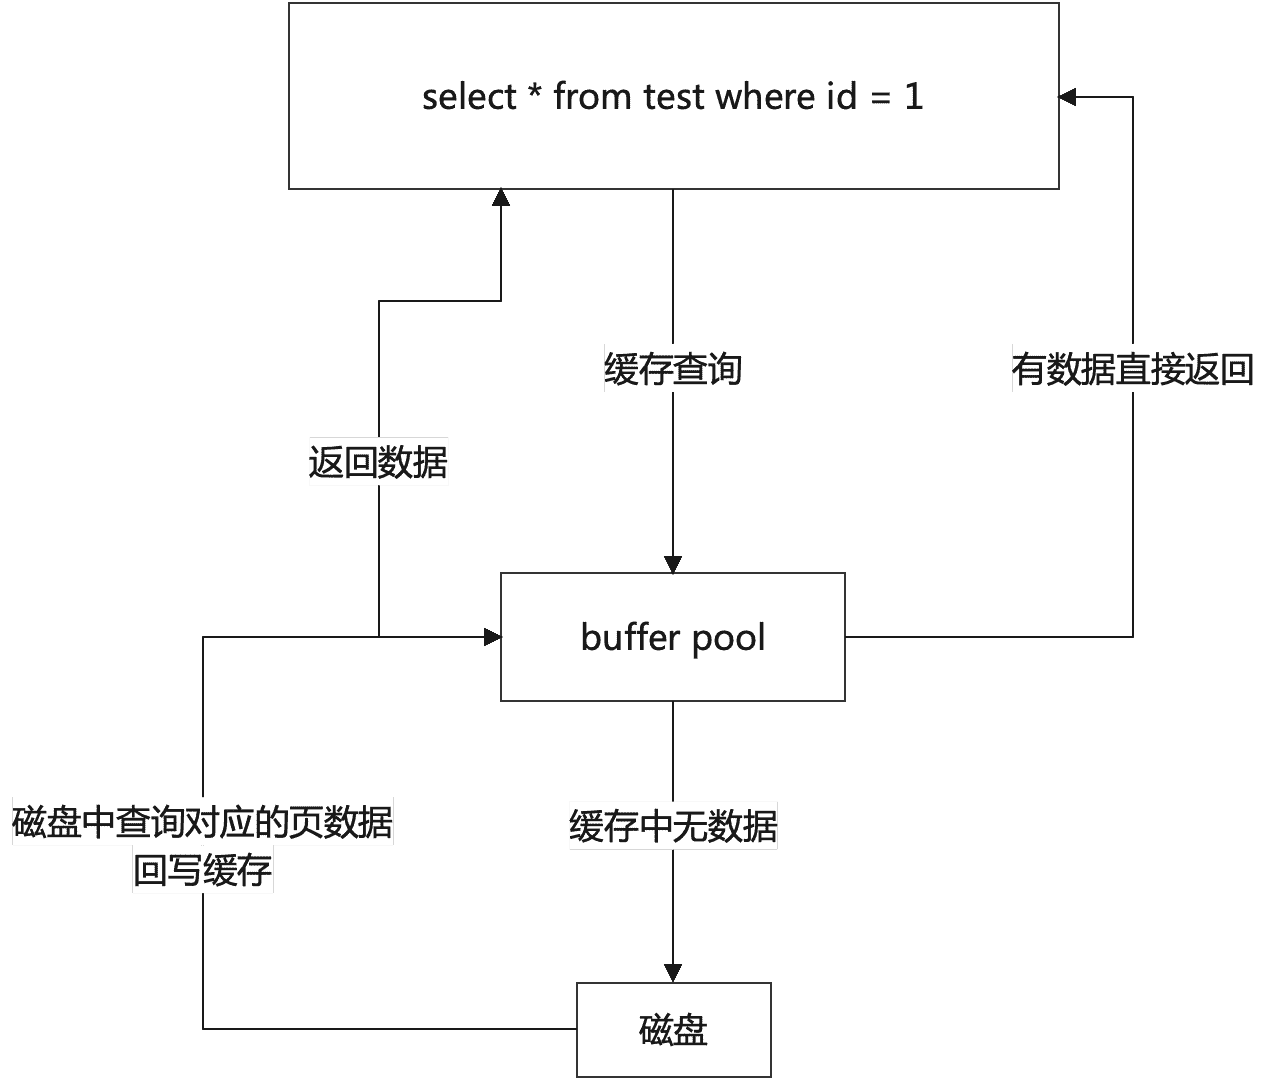 select * from test where id = 1
缓存查询
有数据直接返回
返回数据
buffer pool
磁盘中查询对应的页数据
回写缓存
缓存中无数据
磁盘